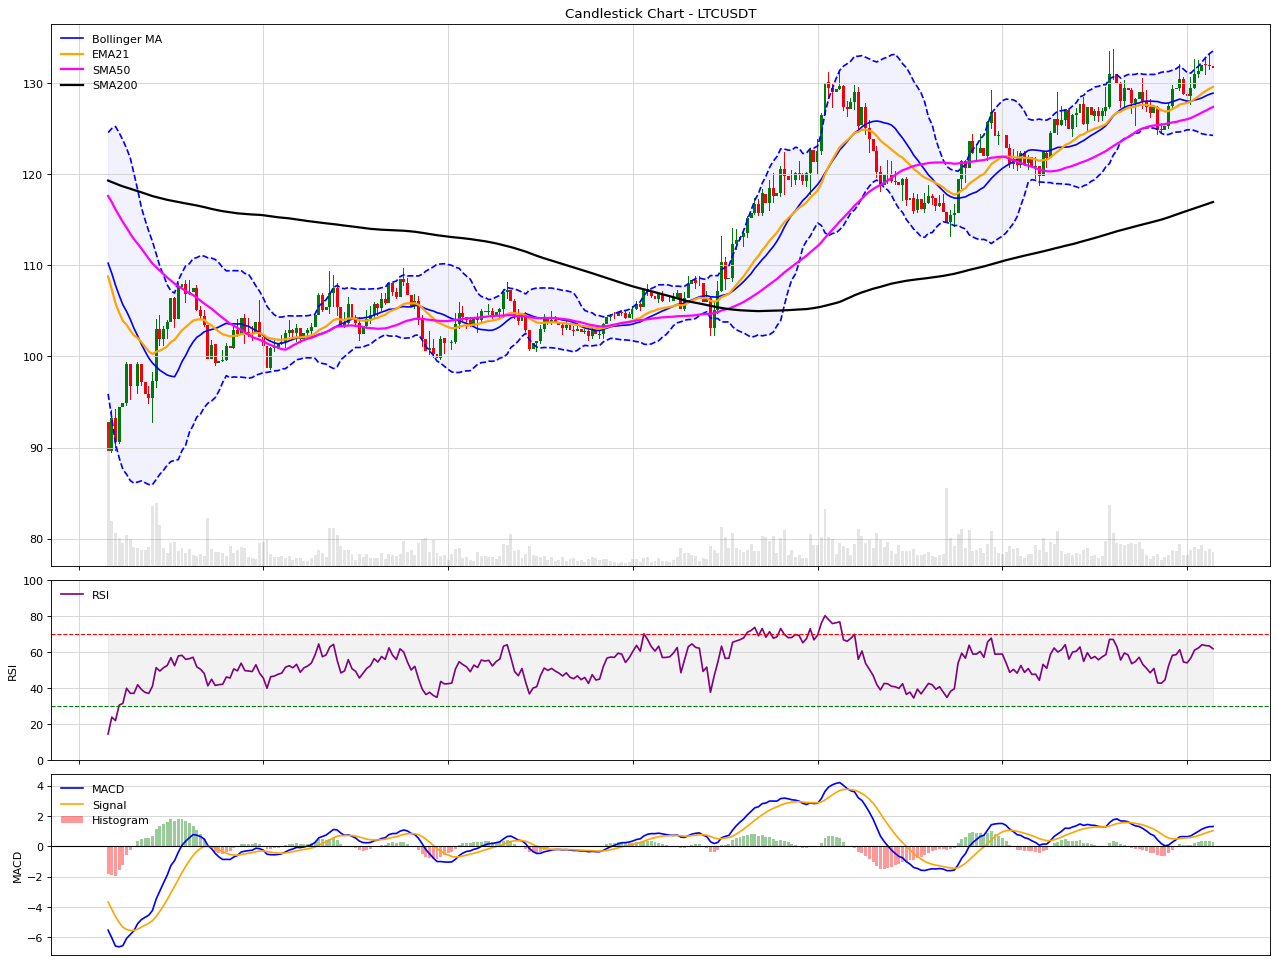 Candlestick Chart - LTCUSDT
Bollinger MA
EMA21
SMA50
SMA200
130
120
110
100
90
80
100
80
60
40
20
0
RSI
RSI
4
2
0
−2
−4
−6
MACD
MACD
Signal
Histogram